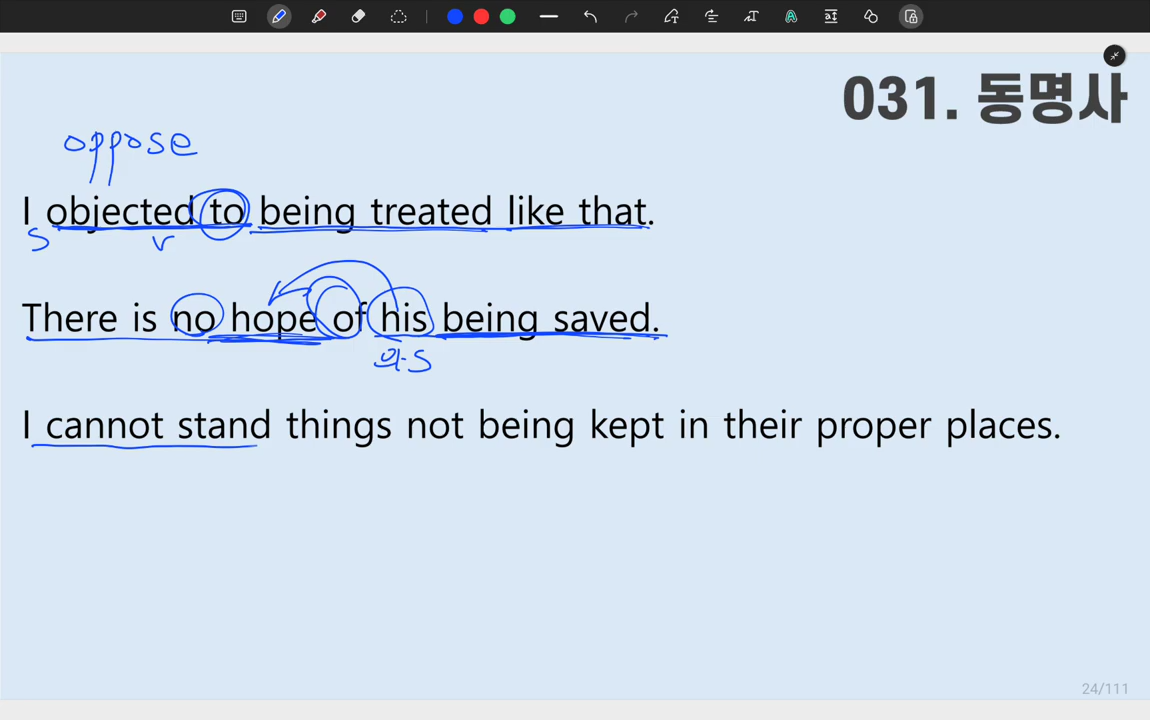 031. 동명사
oppose
I objected to being treated like that.
S V
There is no hope of his being saved.
의·S
I cannot stand things not being kept in their proper places.
24/111